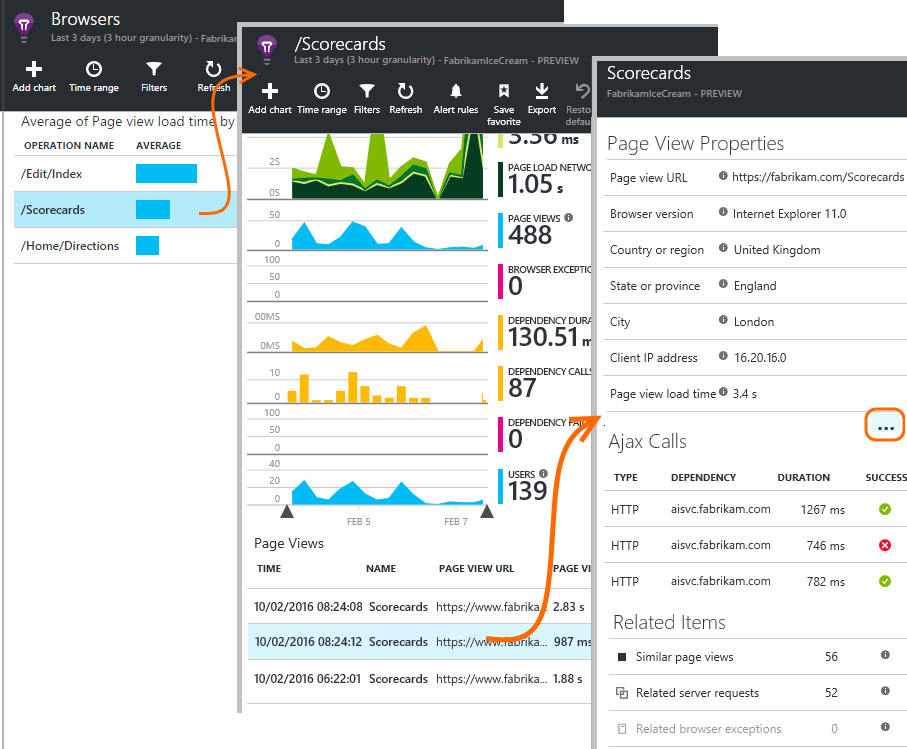 Browsers
Last 3 days (3 hour granularity) - Fabrikam
Add chart Time range Filters Refresh
Average of Page view load time by
OPERATION NAME AVERAGE
/Edit/Index
/Scorecards
/Home/Directions
/Scorecards
Last 3 days (3 hour granularity) - FabrikamIceCream - PREVIEW
Add chart Time range Filters Refresh Alert rules Save favorite Export Resto defau
3.36 ms
2S
0S
PAGE LOAD NETWO
1.05 s
50
0
PAGE VIEWS
488
100
50
0
BROWSER EXCEPTIO
0
00MS
0MS
DEPENDENCY DURA
130.51 m
10
0
DEPENDENCY CALLS
87
100
50
0
DEPENDENCY FAIL
0
40
20
0
USERS
139
FEB 5 FEB 7
Page Views
TIME NAME PAGE VIEW URL PAGE VI
10/02/2016 08:24:08 Scorecards https://www.fabrika... 2.83 s
10/02/2016 08:24:12 Scorecards https://www.fabrika... 987 ms
10/02/2016 06:22:01 Scorecards https://www.fabrika... 1.88 s
Scorecards
FabrikamIceCream - PREVIEW
Page View Properties
Page view URL https://fabrikam.com/Scorecards
Browser version Internet Explorer 11.0
Country or region United Kingdom
State or province England
City London
Client IP address 16.20.16.0
Page view load time 3.4 s
...
Ajax Calls
TYPE DEPENDENCY DURATION SUCCESS
HTTP aisvc.fabrikam.com 1267 ms
HTTP aisvc.fabrikam.com 746 ms
HTTP aisvc.fabrikam.com 782 ms
Related Items
Similar page views 56
Related server requests 52
Related browser exceptions 0